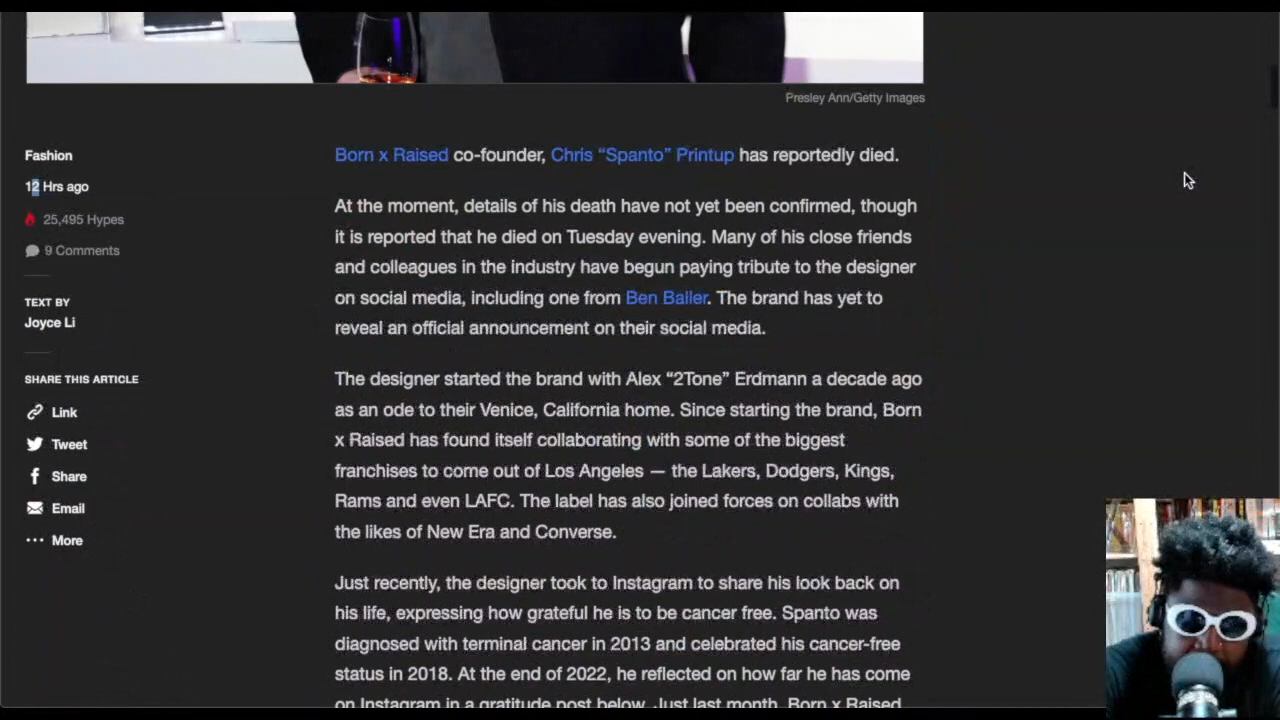 Presley Ann/Getty Images
Fashion
12 Hrs ago
25,495 Hypes
9 Comments
TEXT BY
Joyce Li
SHARE THIS ARTICLE
Link
Tweet
Share
Email
More
Born x Raised co-founder, Chris “Spanto” Printup has reportedly died.
At the moment, details of his death have not yet been confirmed, though
it is reported that he died on Tuesday evening. Many of his close friends
and colleagues in the industry have begun paying tribute to the designer
on social media, including one from Ben Baller. The brand has yet to
reveal an official announcement on their social media.
The designer started the brand with Alex “2Tone” Erdmann a decade ago
as an ode to their Venice, California home. Since starting the brand, Born
x Raised has found itself collaborating with some of the biggest
franchises to come out of Los Angeles — the Lakers, Dodgers, Kings,
Rams and even LAFC. The label has also joined forces on collabs with
the likes of New Era and Converse.
Just recently, the designer took to Instagram to share his look back on
his life, expressing how grateful he is to be cancer free. Spanto was
diagnosed with terminal cancer in 2013 and celebrated his cancer-free
status in 2018. At the end of 2022, he reflected on how far he has come
on Instagram in a gratitude post below. Just last month, Born x Raised